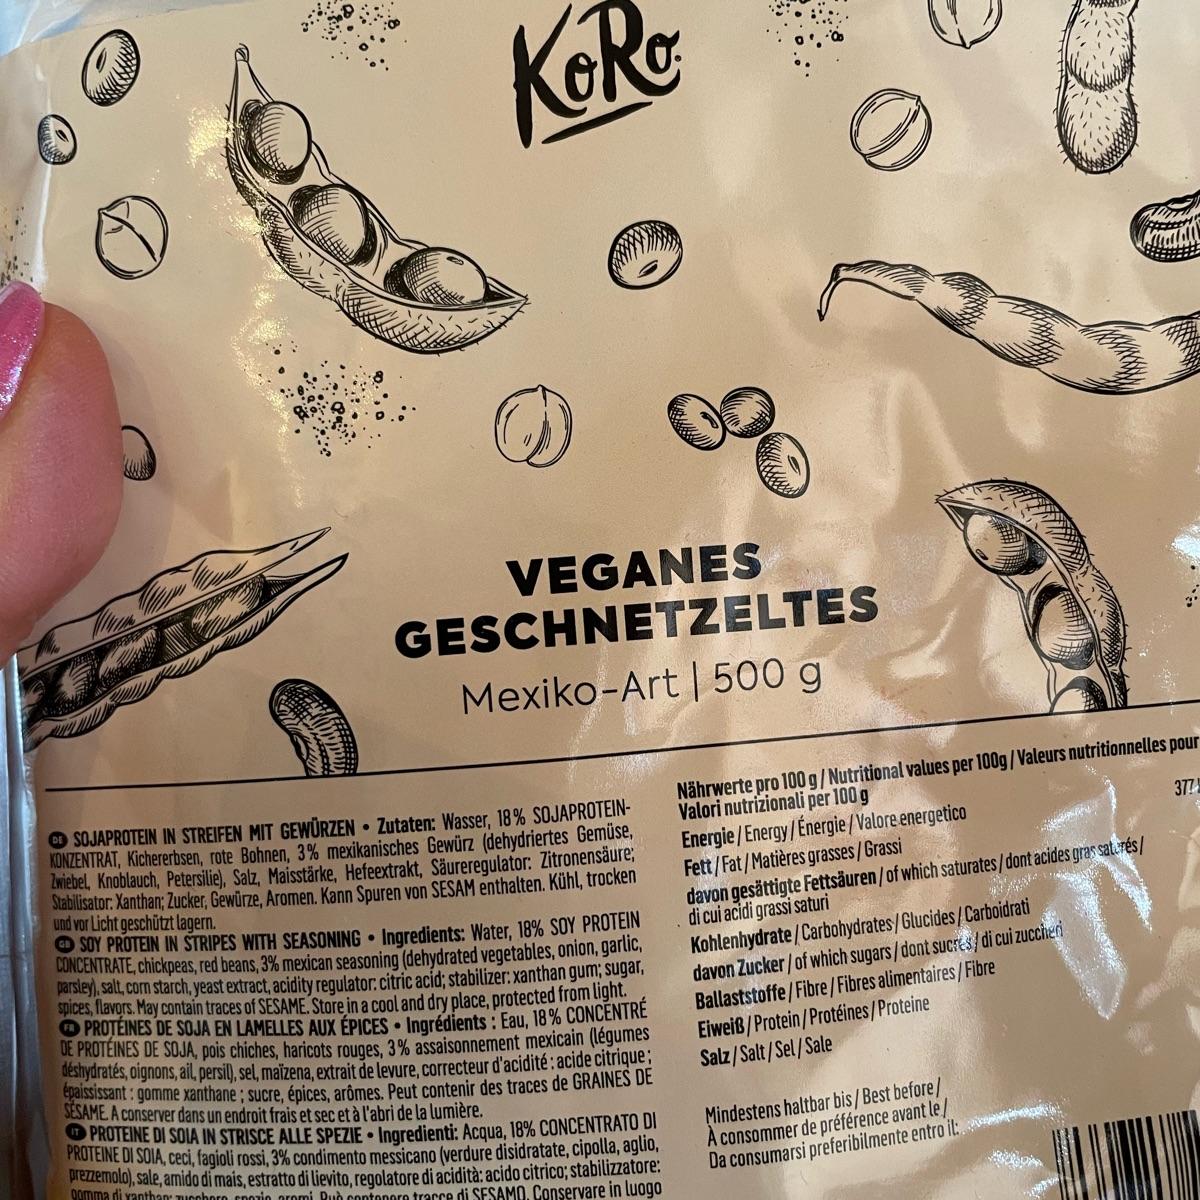 KoRo
VEGANES
GESCHNETZELTES
Mexiko-Art | 500 g
DE SOJAPROTEIN IN STREIFEN MIT GEWÜRZEN • Zutaten: Wasser, 18% SOJAPROTEIN-
KONZENTRAT, Kichererbsen, rote Bohnen, 3% mexikanisches Gewürz (dehydriertes Gemüse,
Zwiebel, Knoblauch, Petersilie), Salz, Maisstärke, Hefeextrakt, Säureregulator: Zitronensäure;
Stabilisator: Xanthan; Zucker, Gewürze, Aromen. Kann Spuren von SESAM enthalten. Kühl, trocken
und vor Licht geschützt lagern.
GB SOY PROTEIN IN STRIPES WITH SEASONING • Ingredients: Water, 18% SOY PROTEIN
CONCENTRATE, chickpeas, red beans, 3% mexican seasoning (dehydrated vegetables, onion, garlic,
parsley), salt, corn starch, yeast extract, acidity regulator: citric acid; stabilizer: xanthan gum; sugar,
spices, flavors. May contain traces of SESAME. Store in a cool and dry place, protected from light.
FR PROTÉINES DE SOJA EN LAMELLES AUX ÉPICES • Ingrédients : Eau, 18% CONCENTRÉ
DE PROTÉINES DE SOJA, pois chiches, haricots rouges, 3% assaisonnement mexicain (légumes
déshydratés, oignons, ail, persil), sel, maïzena, extrait de levure, correcteur d'acidité : acide citrique ;
épaississant : gomme xanthane ; sucre, épices, arômes. Peut contenir des traces de GRAINES DE
SÉSAME. A conserver dans un endroit frais et sec et à l'abri de la lumière.
IT PROTEINE DI SOIA IN STRISCE ALLE SPEZIE • Ingredienti: Acqua, 18% CONCENTRATO DI
PROTEINE DI SOIA, ceci, fagioli rossi, 3% condimento messicano (verdure disidratate, cipolla, aglio,
prezzemolo), sale, amido di mais, estratto di lievito, regolatore di acidità: acido citrico; stabilizzatore:
gomma di xanthan; zucchero, spezie, aromi. Può contenere tracce di SESAMO. Conservare in luogo
Nährwerte pro 100 g / Nutritional values per 100g / Valeurs nutritionnelles pour
Valori nutrizionali per 100 g
377
Energie / Energy / Énergie / Valore energetico
Fett / Fat / Matières grasses / Grassi
davon gesättigte Fettsäuren / of which saturates / dont acides gras saturés /
di cui acidi grassi saturi
Kohlenhydrate / Carbohydrates / Glucides / Carboidrati
davon Zucker / of which sugars / dont sucres / di cui zuccheri
Ballaststoffe / Fibre / Fibres alimentaires / Fibre
Eiweiß / Protein / Protéines / Proteine
Salz / Salt / Sel / Sale
Mindestens haltbar bis / Best before /
À consommer de préférence avant le /
Da consumarsi preferibilmente entro il: